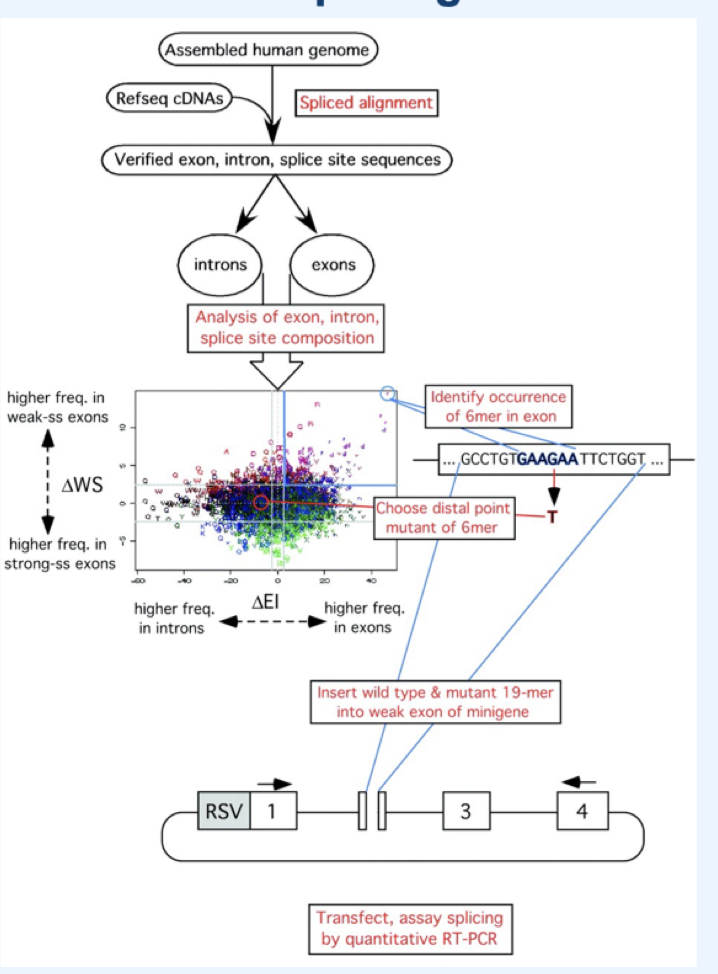 Assembled human genome
Refseq cDNAs
Spliced alignment
Verified exon, intron, splice site sequences
introns
exons
Analysis of exon, intron,
splice site composition
higher freq. in
weak-ss exons
ΔWS
higher freq. in
strong-ss exons
10
5
0
-5
-60
-40
-20
0
20
40
ΔEI
higher freq.
in introns
higher freq.
in exons
Identify occurrence
of 6mer in exon
... GCCTGTGAAGAATTCTGGT ...
Choose distal point
mutant of 6mer
T
Insert wild type & mutant 19-mer
into weak exon of minigene
RSV
1
3
4
Transfect, assay splicing
by quantitative RT-PCR